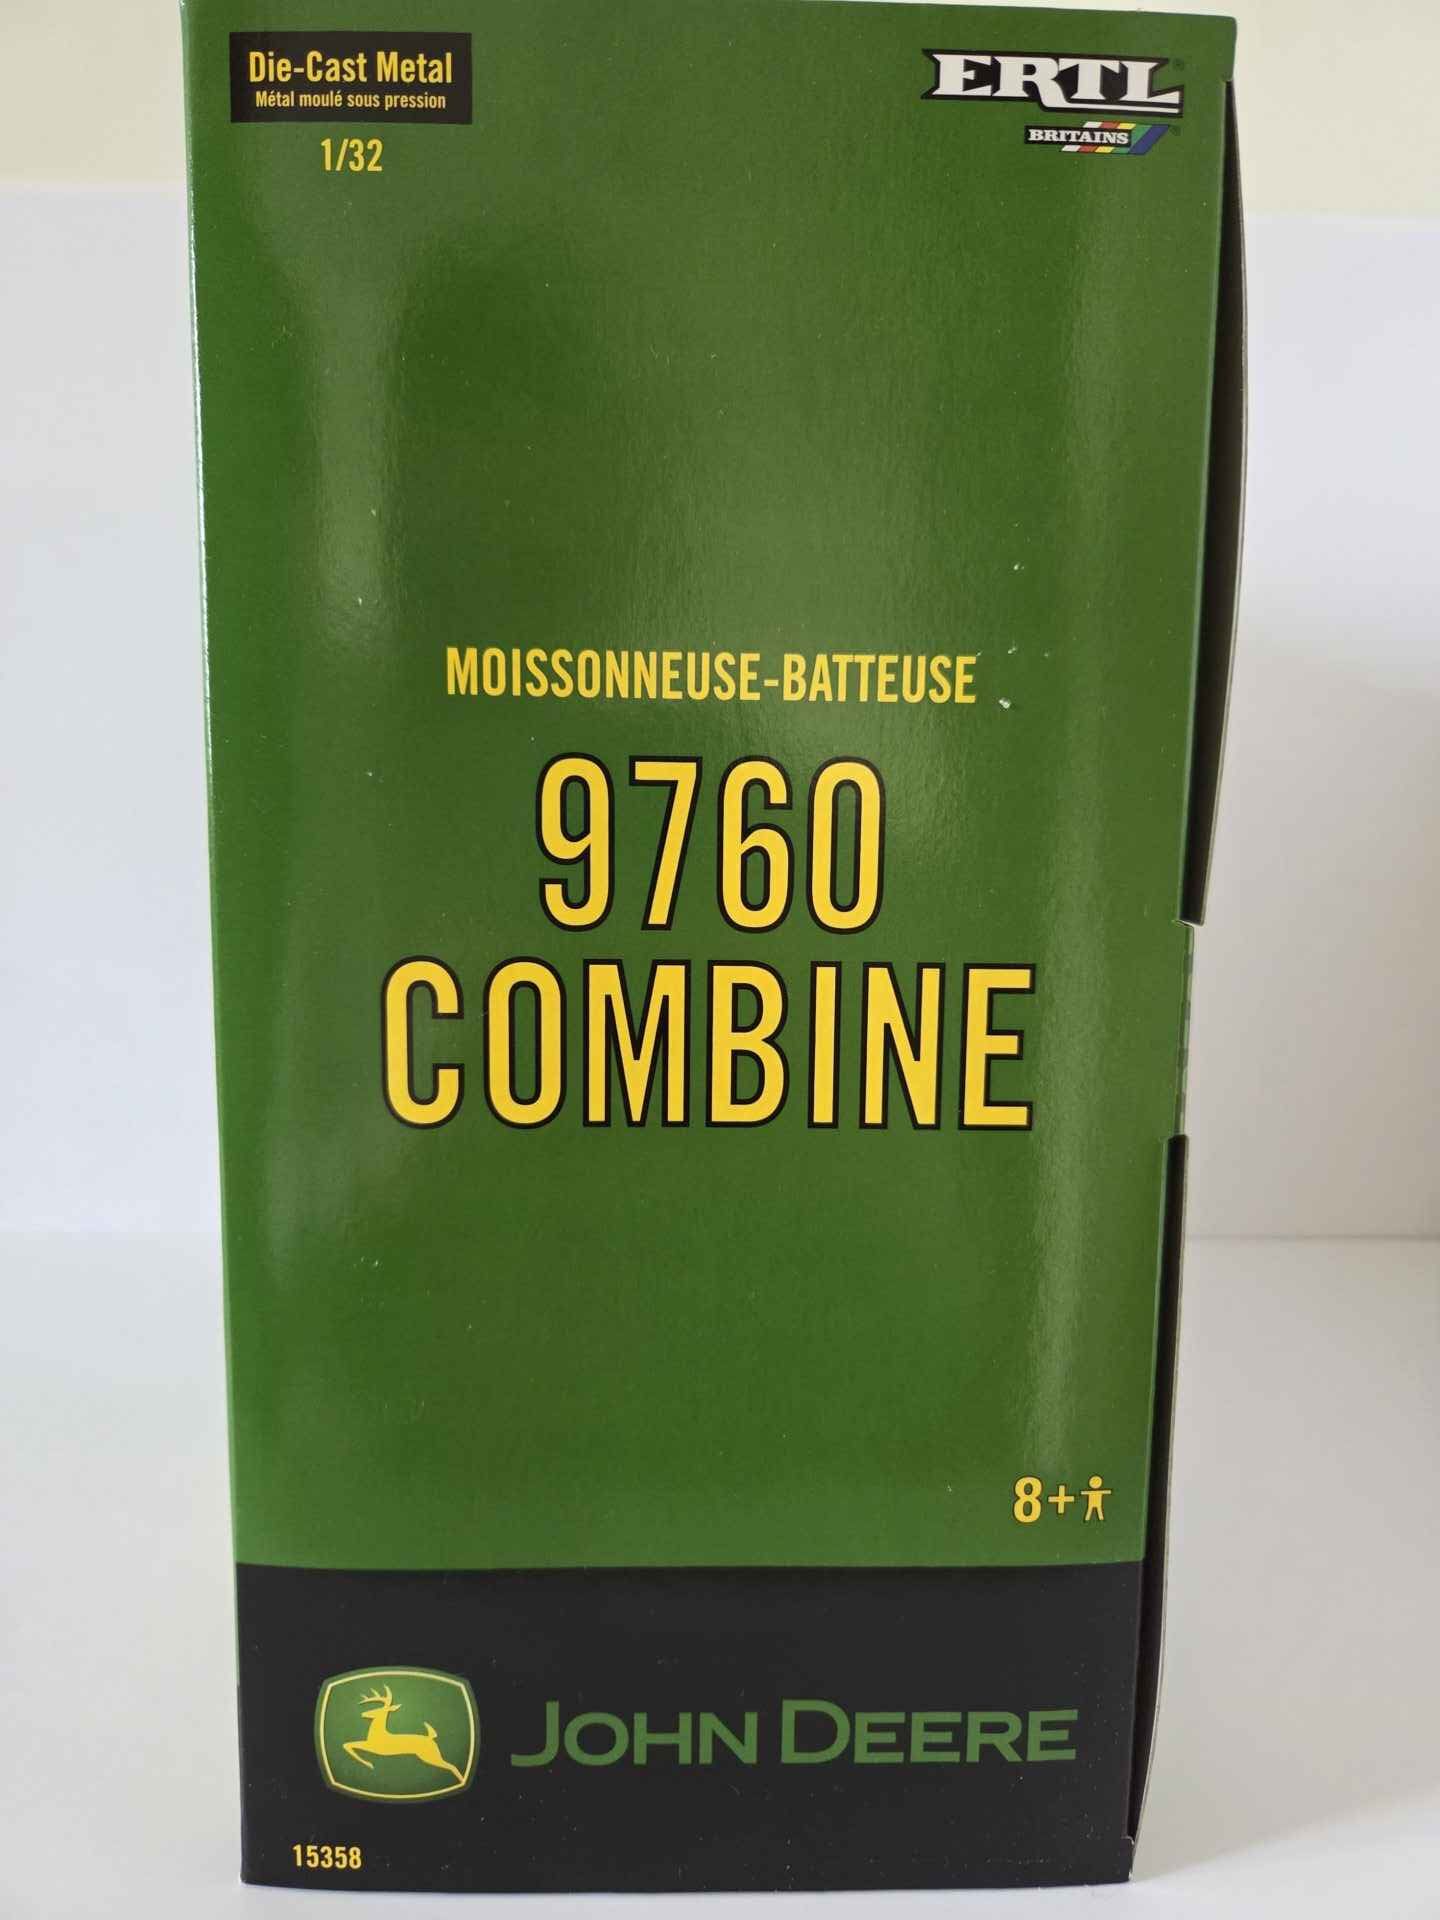 Die-Cast Metal
Métal moulé sous pression
1/32
ERTL®
BRITAINS®
MOISSONNEUSE-BATTEUSE
9760
COMBINE
8+
JOHN DEERE
15358